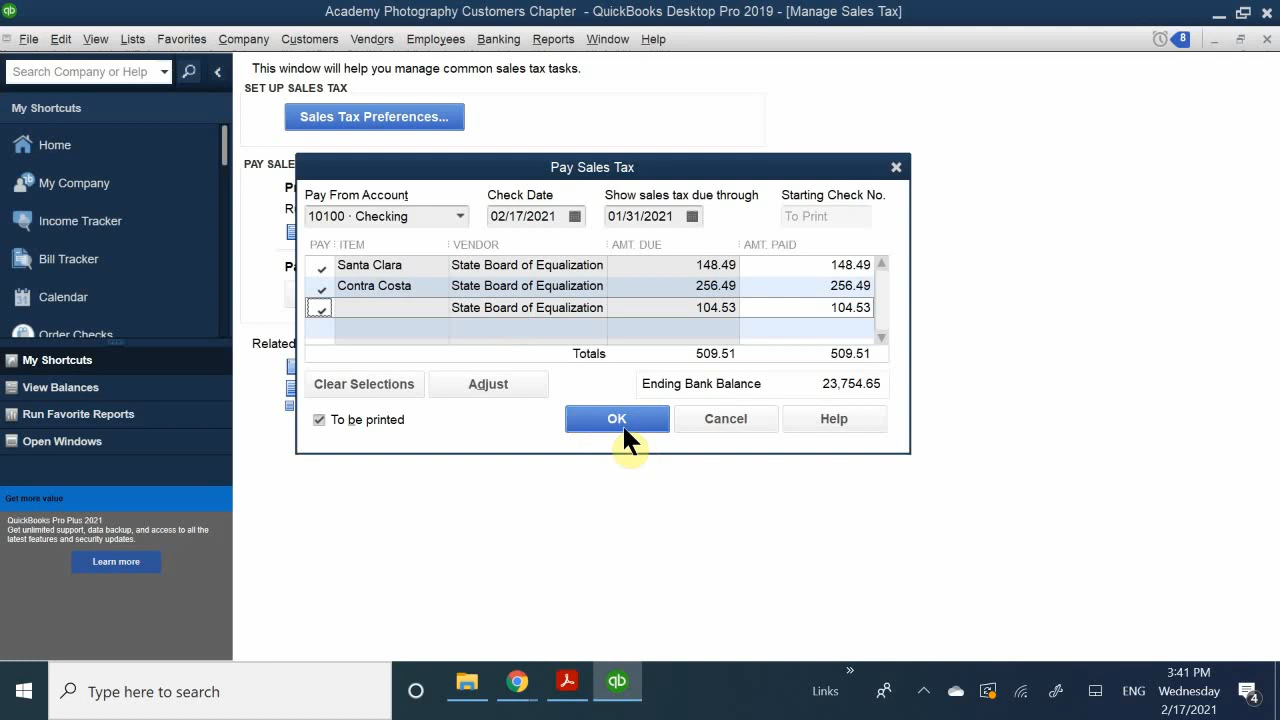 qb Academy Photography Customers Chapter - QuickBooks Desktop Pro 2019 - [Manage Sales Tax]
File Edit View Lists Favorites Company Customers Vendors Employees Banking Reports Window Help 8
Search Company or Help
My Shortcuts
Home
My Company
Income Tracker
Bill Tracker
Calendar
Order Checks
My Shortcuts
View Balances
Run Favorite Reports
Open Windows
Get more value
QuickBooks Pro Plus 2021
Get unlimited support, data backup, and access to all the
latest features and security updates.
Learn more
This window will help you manage common sales tax tasks.
SET UP SALES TAX
Sales Tax Preferences...
PAY SALE
Related
Pay Sales Tax
Pay From Account Check Date Show sales tax due through Starting Check No.
10100 · Checking 02/17/2021 01/31/2021 To Print
PAY ITEM VENDOR AMT. DUE AMT. PAID
Santa Clara State Board of Equalization 148.49 148.49
Contra Costa State Board of Equalization 256.49 256.49
State Board of Equalization 104.53 104.53
Totals 509.51 509.51
Clear Selections Adjust Ending Bank Balance 23,754.65
To be printed OK Cancel Help
Type here to search
qb
Links
ENG
3:41 PM
Wednesday
2/17/2021
4